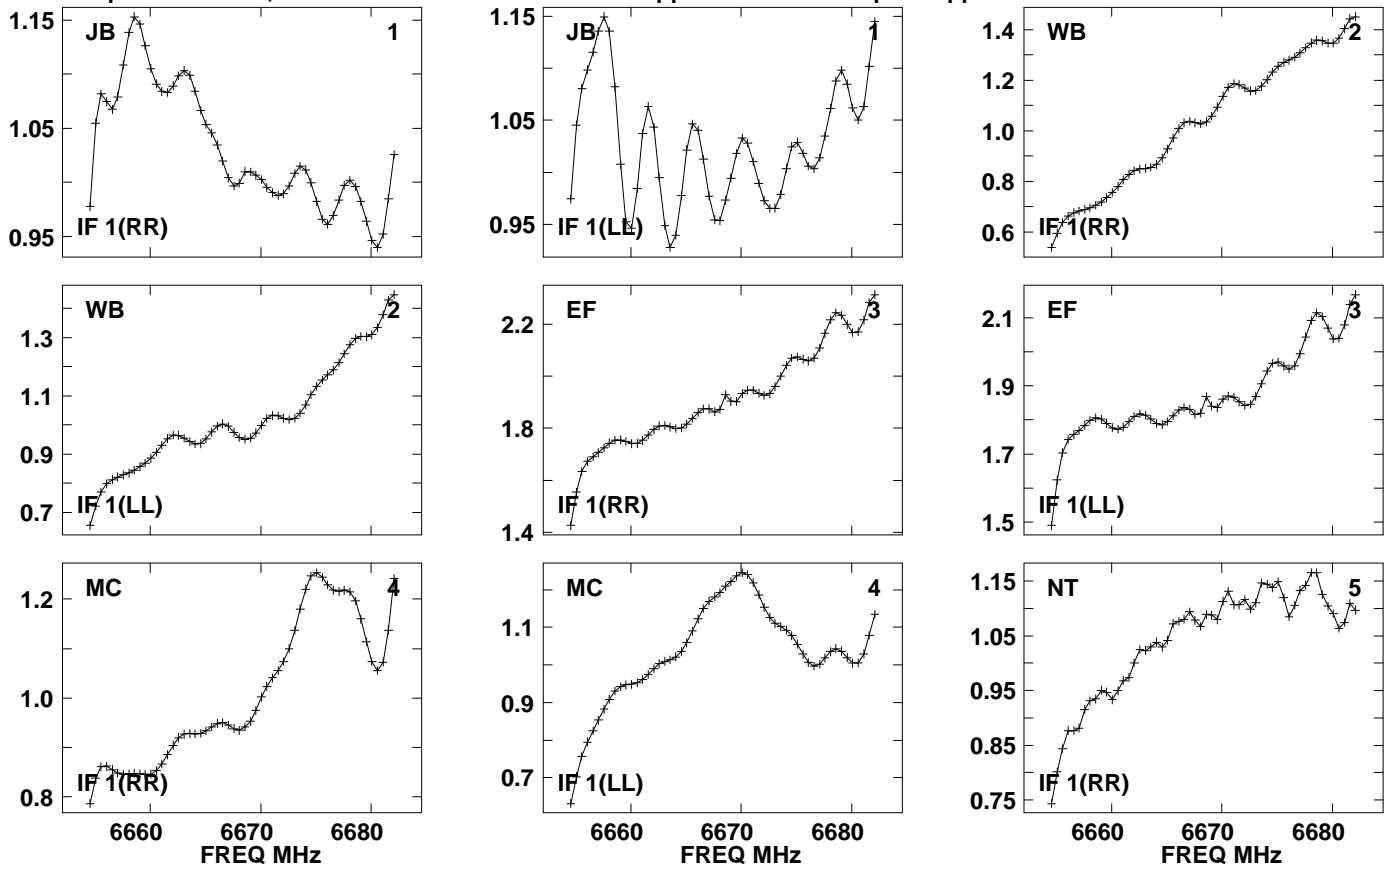 JB 1
1.15
1.05
0.95
IF 1(RR)
JB 1
1.15
1.05
0.95
IF 1(LL)
WB 2
1.4
1.2
1.0
0.8
0.6
IF 1(RR)
WB 2
1.3
1.1
0.9
0.7
IF 1(LL)
EF 3
2.2
1.8
1.4
IF 1(RR)
EF 3
2.1
1.9
1.7
1.5
IF 1(LL)
MC 4
1.2
1.0
0.8
IF 1(RR)
6660 6670 6680
FREQ MHz
MC 4
1.1
0.9
0.7
IF 1(LL)
6660 6670 6680
FREQ MHz
NT 5
1.15
1.05
0.95
0.85
0.75
IF 1(RR)
6660 6670 6680
FREQ MHz